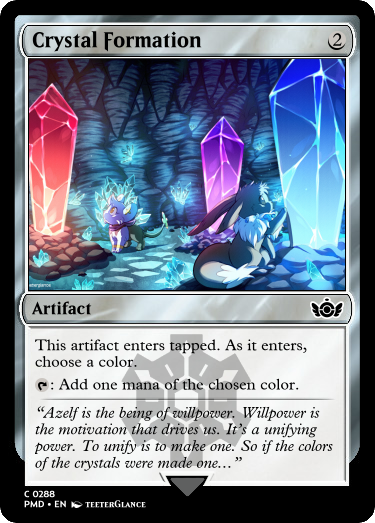 Crystal Formation 2
waterglance
Artifact
This artifact enters tapped. As it enters,
choose a color.
: Add one mana of the chosen color.
“Azelf is the being of willpower. Willpower is
the motivation that drives us. It’s a unifying
power. To unify is to make one. So if the colors
of the crystals were made one…”
C 0288
PMD • EN TEETERGLANCE